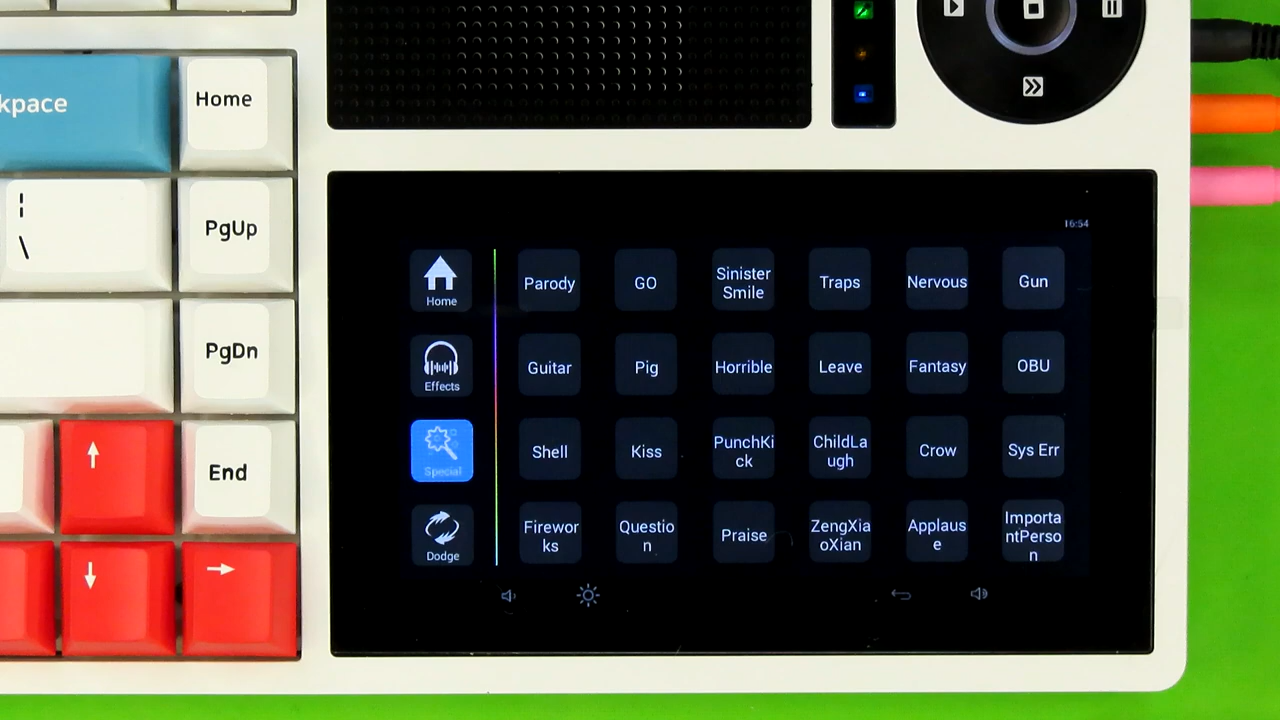 kpace
Home
¦
\
PgUp
PgDn
End
16:54
Home
Effects
Special
Dodge
Parody
GO
Sinister
Smile
Traps
Nervous
Gun
Guitar
Pig
Horrible
Leave
Fantasy
OBU
Shell
Kiss
PunchKi
ck
ChildLa
ugh
Crow
Sys Err
Firewor
ks
Questio
n
Praise
ZengXia
oXian
Applaus
e
Importa
ntPerso
n